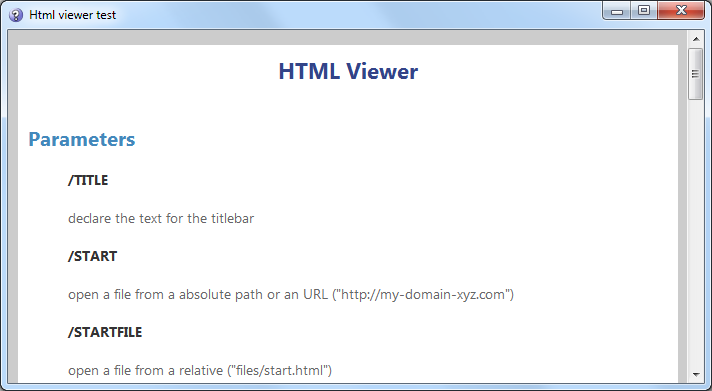 Html viewer test
HTML Viewer
Parameters
/TITLE
declare the text for the titlebar
/START
open a file from a absolute path or an URL ("http://my-domain-xyz.com")
/STARTFILE
open a file from a relative ("files/start.html")